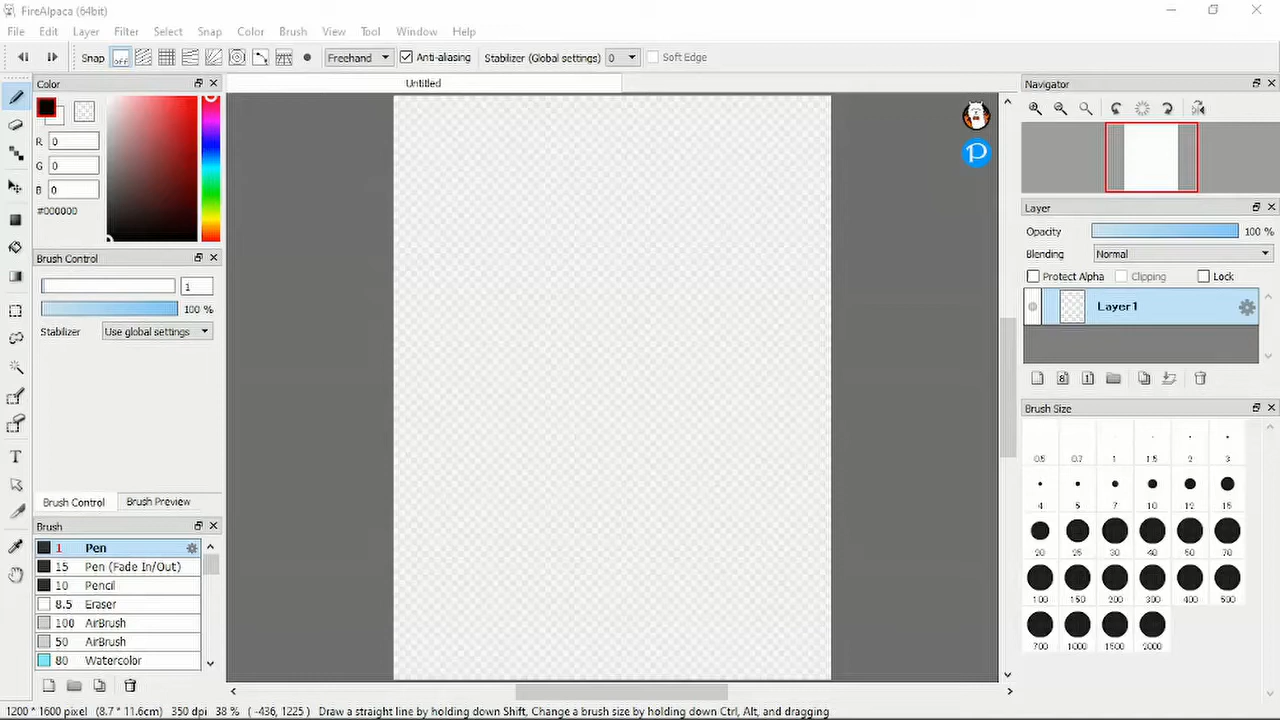 FireAlpaca (64bit)
File Edit Layer Filter Select Snap Color Brush View Tool Window Help
Snap off Freehand Anti-aliasing Stabilizer (Global settings) 0 Soft Edge
Color
Untitled
Navigator
R 0
G 0
B 0
#000000
Layer
Opacity 100 %
Blending Normal
Protect Alpha Clipping Lock
Layer1
Brush Control
1
100 %
Stabilizer Use global settings
8 1
Brush Size
0.5 0.7 1 1.5 2 3
4 5 7 10 12 15
20 25 30 40 50 70
100 150 200 300 400 500
700 1000 1500 2000
Brush Control Brush Preview
Brush
1 Pen
15 Pen (Fade In/Out)
10 Pencil
8.5 Eraser
100 AirBrush
50 AirBrush
80 Watercolor
1200 * 1600 pixel (8.7 * 11.6cm) 350 dpi 38 % ( -436, 1225 ) Draw a straight line by holding down Shift, Change a brush size by holding down Ctrl, Alt, and dragging